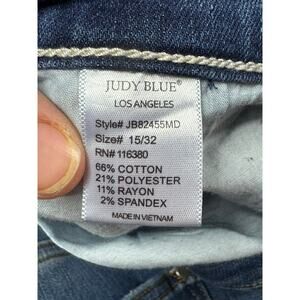 JUDY BLUE®
LOS ANGELES
Style# JB82455MD
Size# 15/32
RN# 116380
66% COTTON
21% POLYESTER
11% RAYON
2% SPANDEX
MADE IN VIETNAM